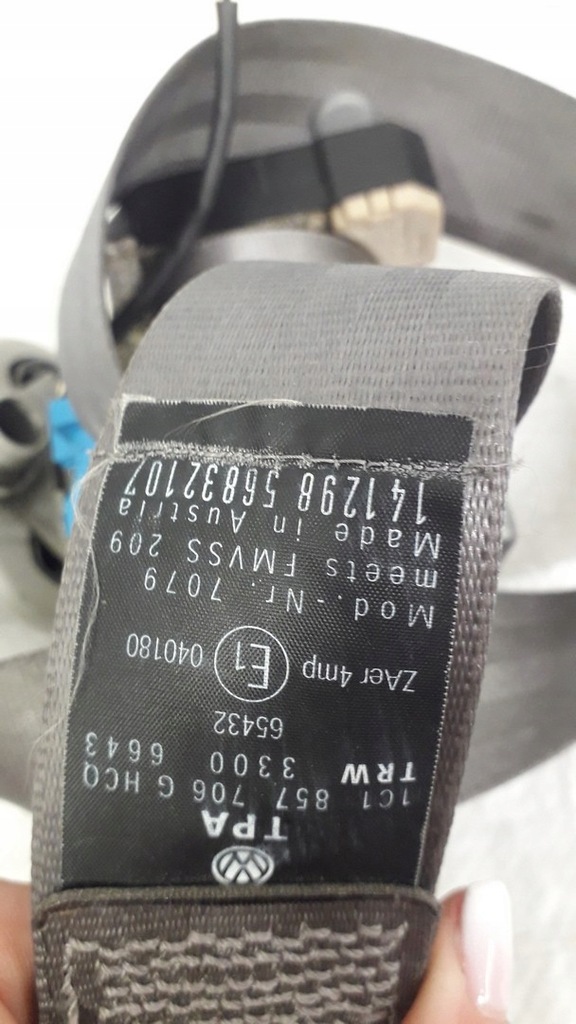 TPA
1C1 857 706 G HCQ
TRW 3300 6643
65432
ZAer 4mp E1 040180
Mod.-Nr. 7079
meets FMVSS 209
Made in Austria
141298 56832107